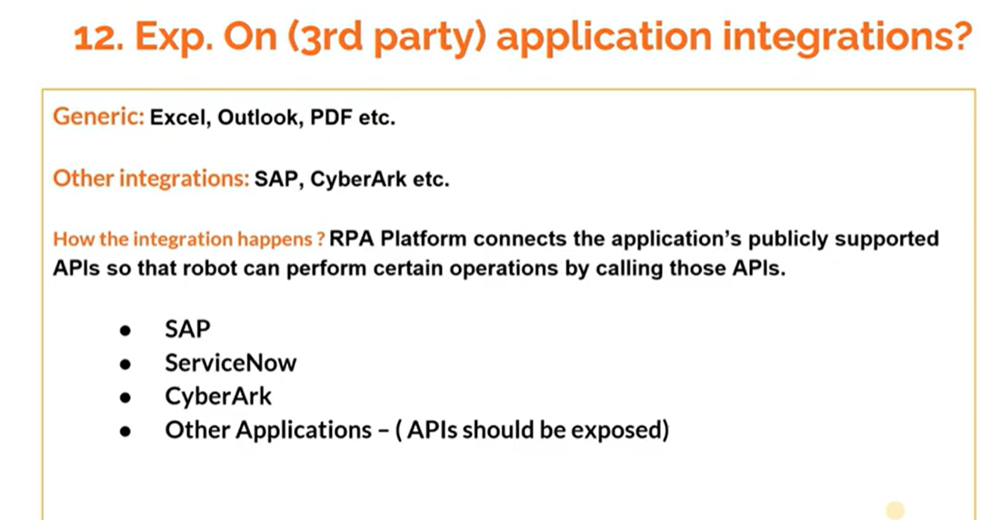 12. Exp. On (3rd party) application integrations?
Generic: Excel, Outlook, PDF etc.
Other integrations: SAP, CyberArk etc.
How the integration happens ? RPA Platform connects the application's publicly supported
APIs so that robot can perform certain operations by calling those APIs.
● SAP
● ServiceNow
● CyberArk
● Other Applications – ( APIs should be exposed)